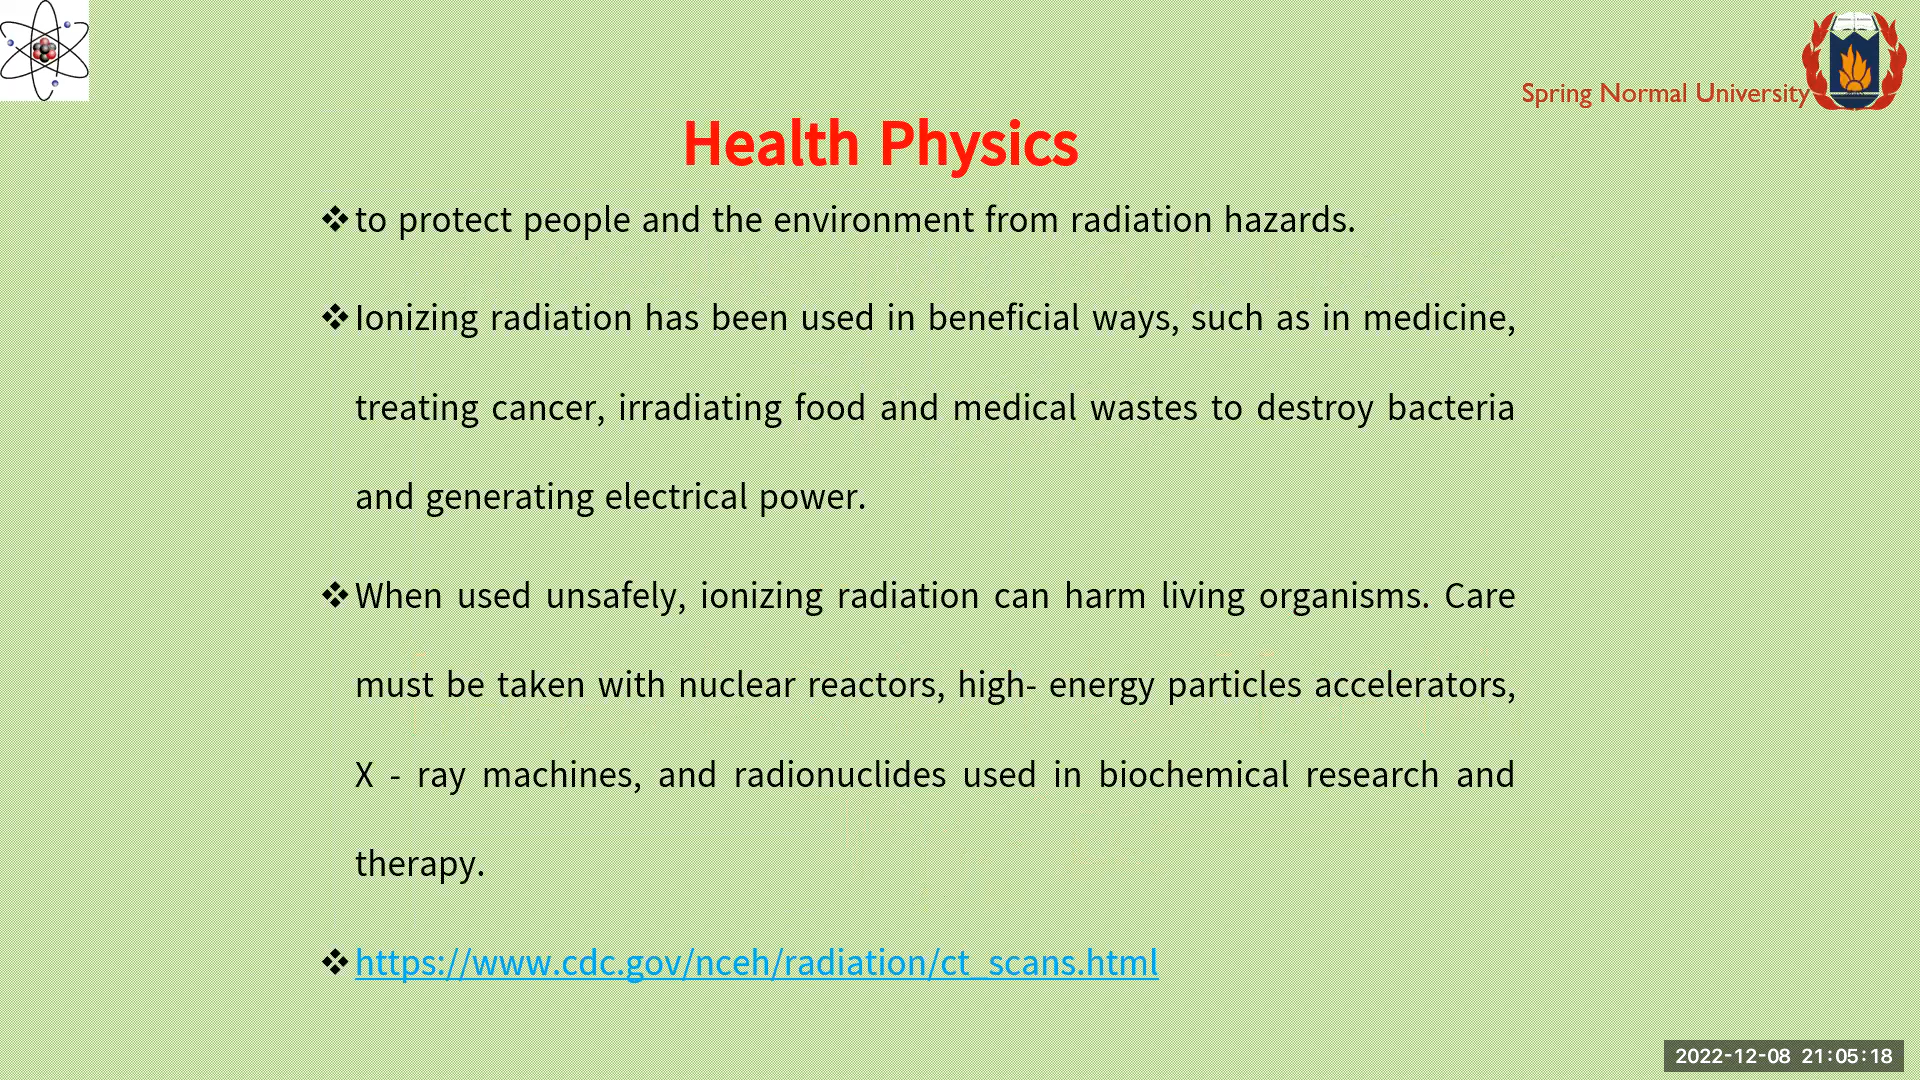 Spring Normal University
Health Physics
❖to protect people and the environment from radiation hazards.
❖Ionizing radiation has been used in beneficial ways, such as in medicine,
treating cancer, irradiating food and medical wastes to destroy bacteria
and generating electrical power.
❖When used unsafely, ionizing radiation can harm living organisms. Care
must be taken with nuclear reactors, high- energy particles accelerators,
X - ray machines, and radionuclides used in biochemical research and
therapy.
❖https://www.cdc.gov/nceh/radiation/ct_scans.html
2022-12-08 21:05:18